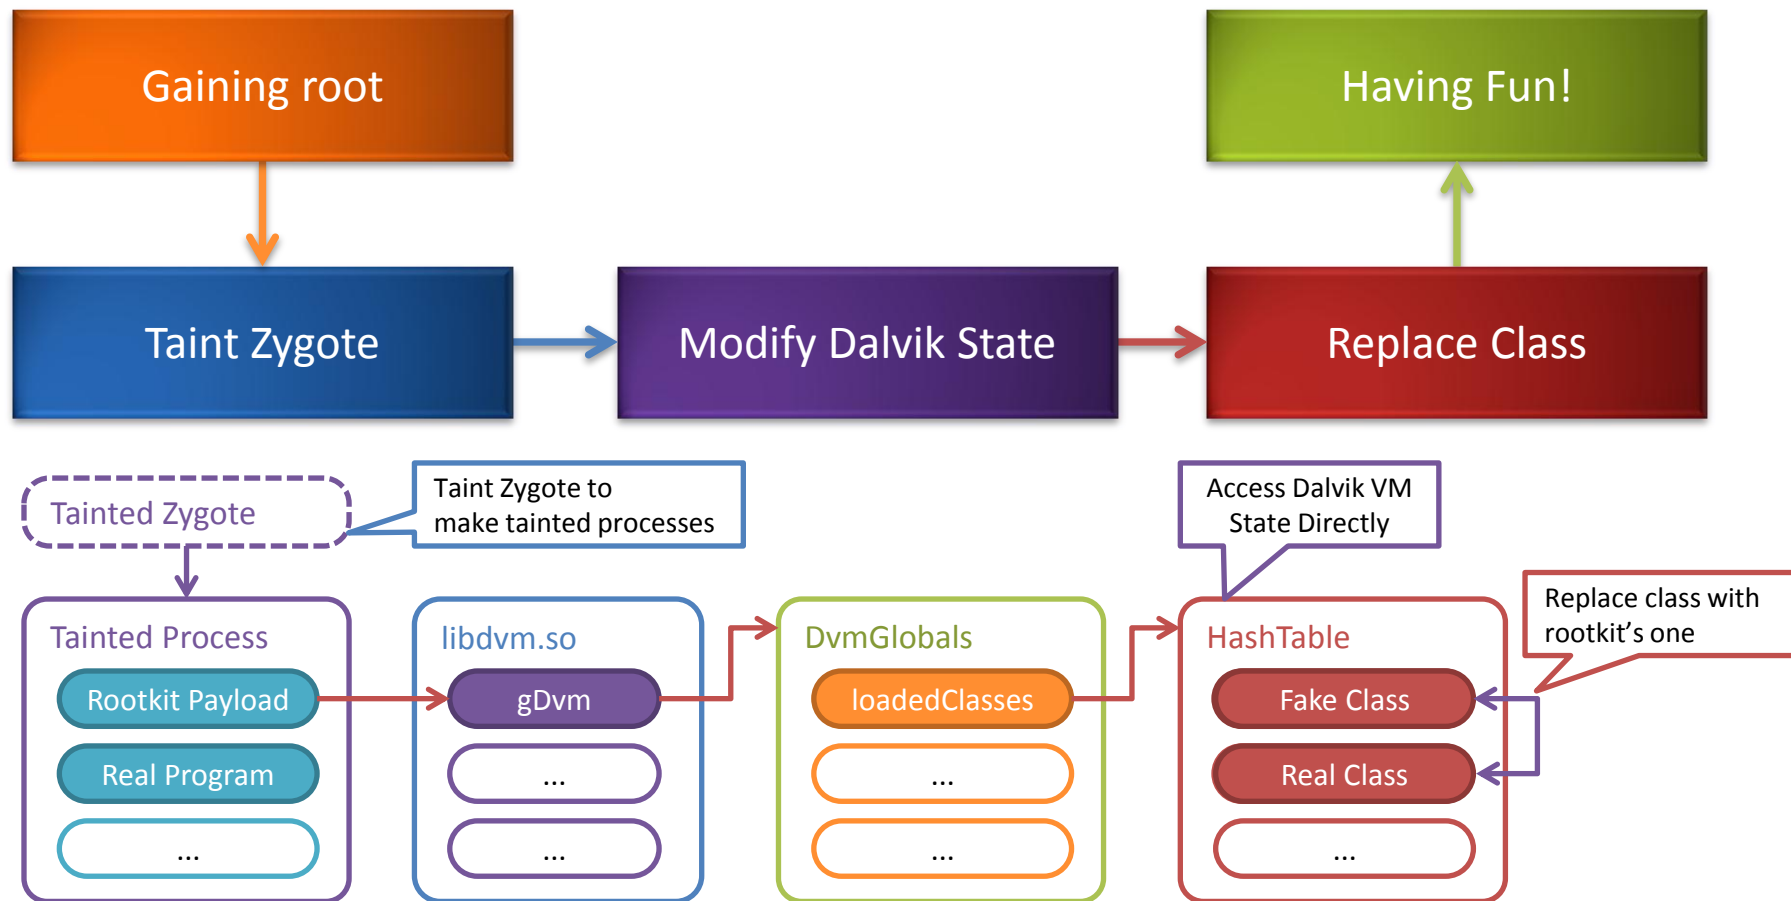 Gaining root
Having Fun!
Taint Zygote
Modify Dalvik State
Replace Class
Tainted Zygote
Taint Zygote to
make tainted processes
Access Dalvik VM
State Directly
Replace class with
rootkit's one
Tainted Process
Rootkit Payload
Real Program
...
libdvm.so
gDvm
...
...
DvmGlobals
loadedClasses
...
...
HashTable
Fake Class
Real Class
...